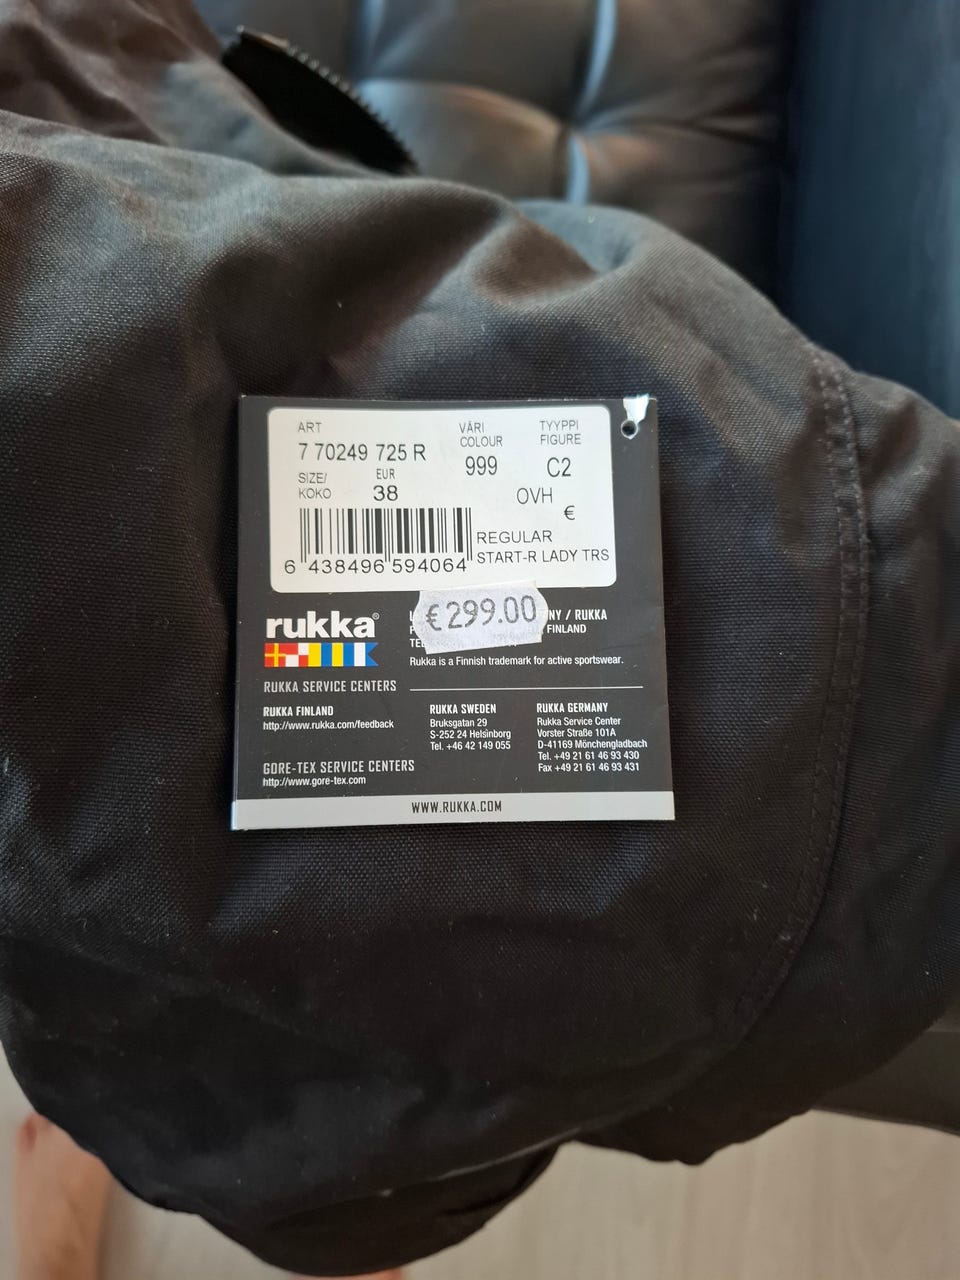 ART
VÄRI
COLOUR
TYYPPI
FIGURE
7 70249 725 R
999
C2
SIZE/
KOKO
EUR
38
OVH
€
REGULAR
START-R LADY TRS
6 438496 594064
€299.00
rukka®
NY / RUKKA
FINLAND
Rukka is a Finnish trademark for active sportswear.
RUKKA SERVICE CENTERS
RUKKA FINLAND
http://www.rukka.com/feedback
RUKKA SWEDEN
Bruksgatan 29
S-252 24 Helsinborg
Tel. +46 42 149 055
RUKKA GERMANY
Rukka Service Center
Vorster Straße 101A
D-41169 Mönchengladbach
Tel. +49 21 61 46 93 430
Fax +49 21 61 46 93 431
GORE-TEX SERVICE CENTERS
http://www.gore-tex.com
WWW.RUKKA.COM